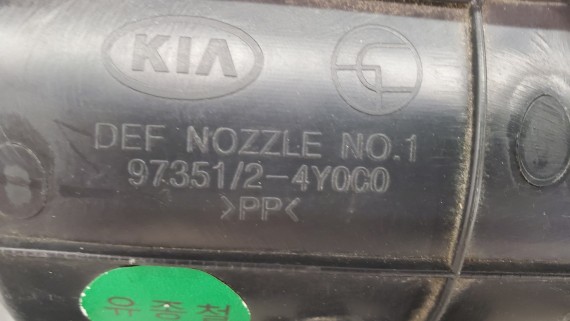 KIA
DEF NOZZLE NO.1
97351/2-4Y0C0
>PP<
유종철